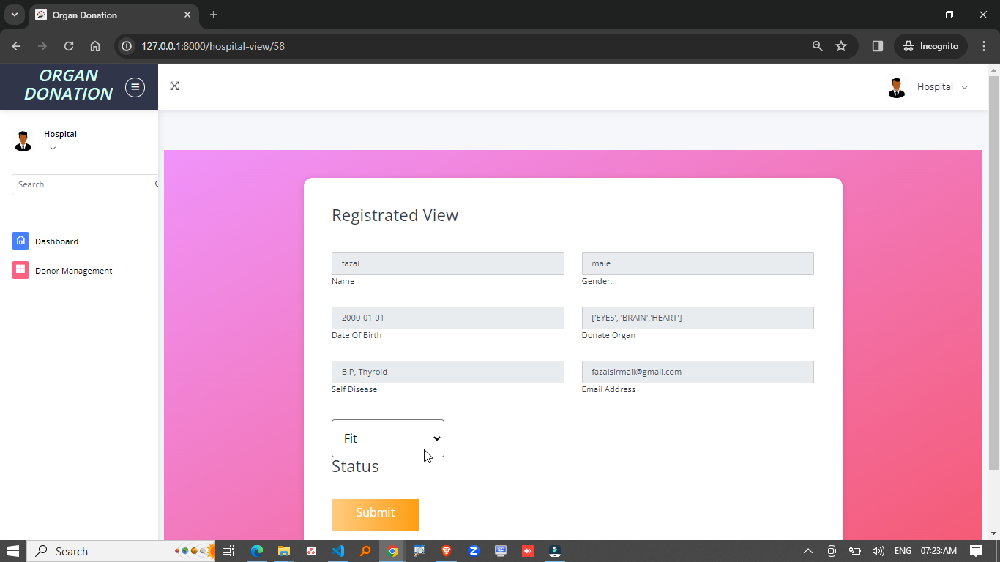 Organ Donation
127.0.0.1:8000/hospital-view/58
Incognito
ORGAN
DONATION
Hospital
Hospital
Search
Dashboard
Donor Management
Registrated View
fazal
male
Name
Gender:
2000-01-01
['EYES', 'BRAIN','HEART']
Date Of Birth
Donate Organ
B.P, Thyroid
fazalsirmail@gmail.com
Self Disease
Email Address
Fit
Status
Submit
Search
ENG
07:23:AM